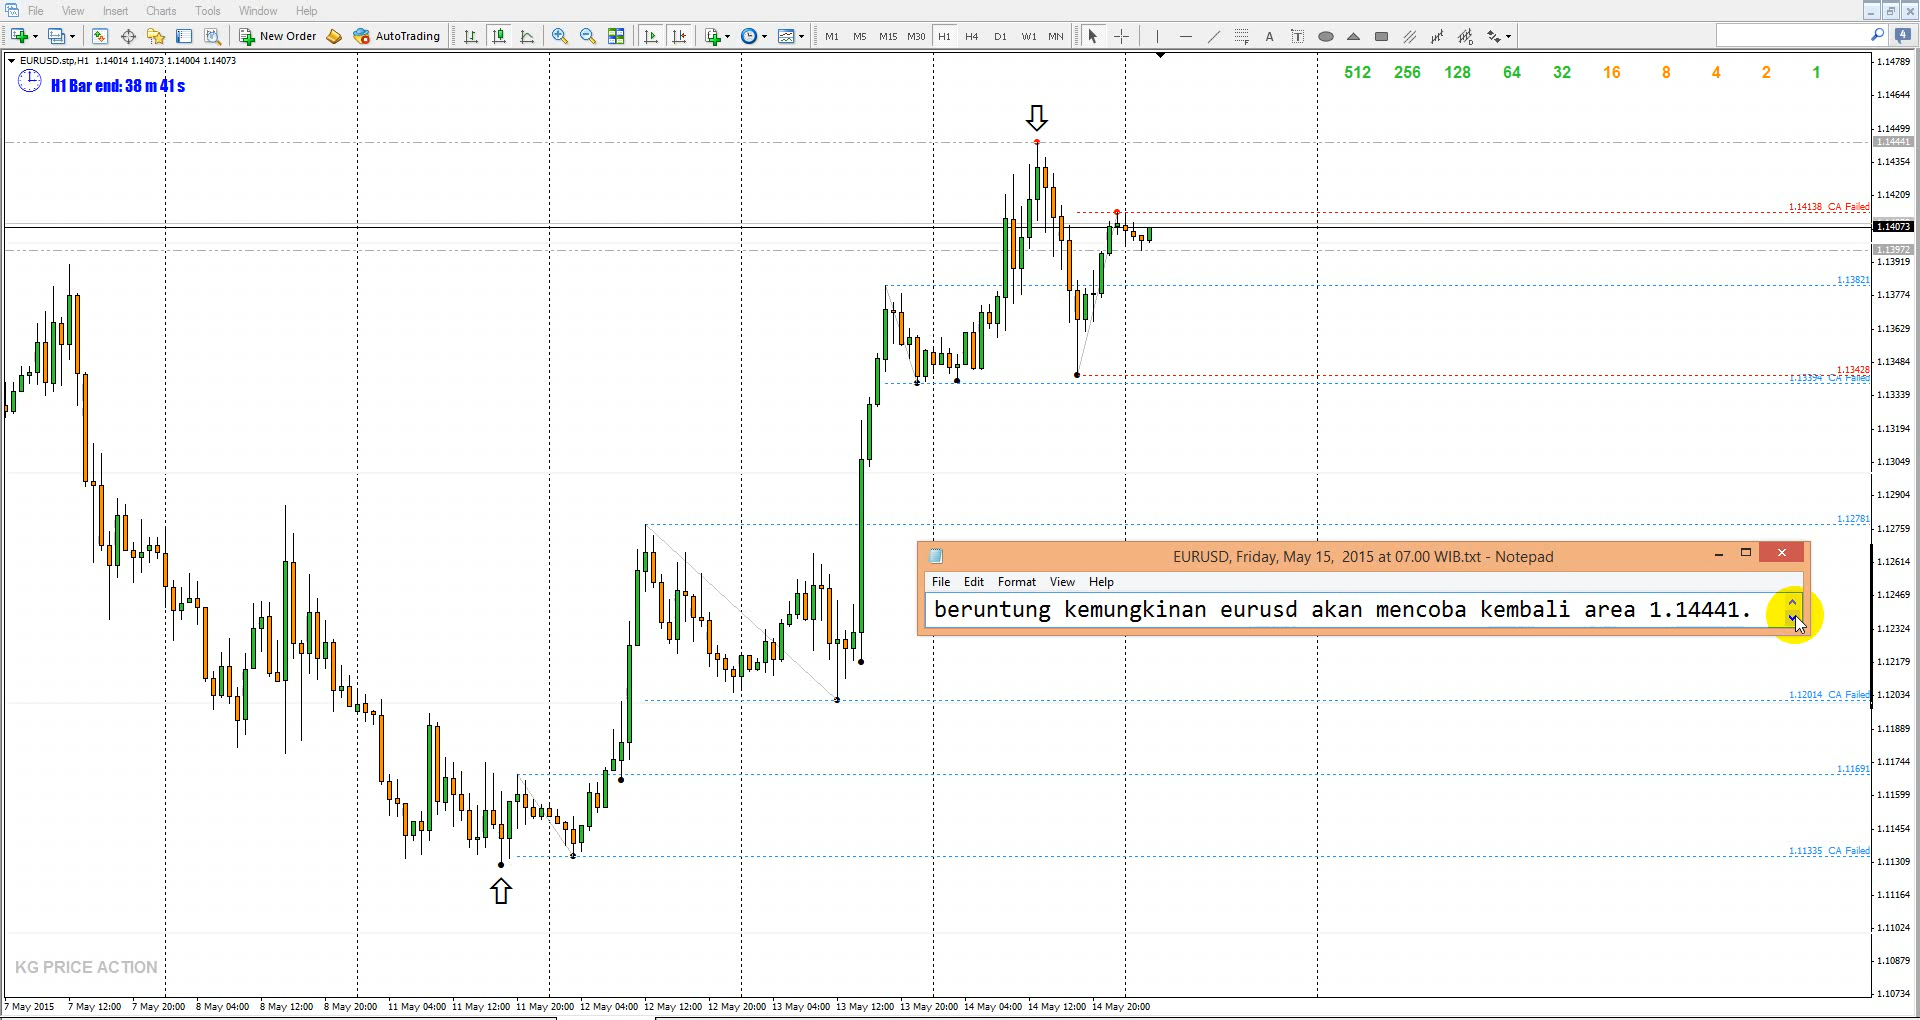 File View Insert Charts Tools Window Help
New Order AutoTrading M1 M5 M15 M30 H1 H4 D1 W1 MN A T 4
EURUSD.stp,H1 1.14014 1.14073 1.14004 1.14073
H1 Bar end: 38 m 41 s
512 256 128 64 32 16 8 4 2 1
1.14789
1.14644
1.14499
1.14441
1.14354
1.14209
1.14138 CA Failed
1.14073
1.13972
1.13919
1.13821
1.13774
1.13629
1.13484
1.13428
1.13394 CA Failed
1.13339
1.13194
1.13049
1.12904
1.12781
1.12759
1.12614
1.12469
1.12324
1.12179
1.12034
1.12014 CA Failed
1.11889
1.11744
1.11691
1.11599
1.11454
1.11335 CA Failed
1.11309
1.11164
1.11024
1.10879
1.10734
EURUSD, Friday, May 15, 2015 at 07.00 WIB.txt - Notepad
File Edit Format View Help
beruntung kemungkinan eurusd akan mencoba kembali area 1.14441.
KG PRICE ACTION
7 May 2015 7 May 12:00 7 May 20:00 8 May 04:00 8 May 12:00 8 May 20:00 11 May 04:00 11 May 12:00 11 May 20:00 12 May 04:00 12 May 12:00 12 May 20:00 13 May 04:00 13 May 12:00 13 May 20:00 14 May 04:00 14 May 12:00 14 May 20:00